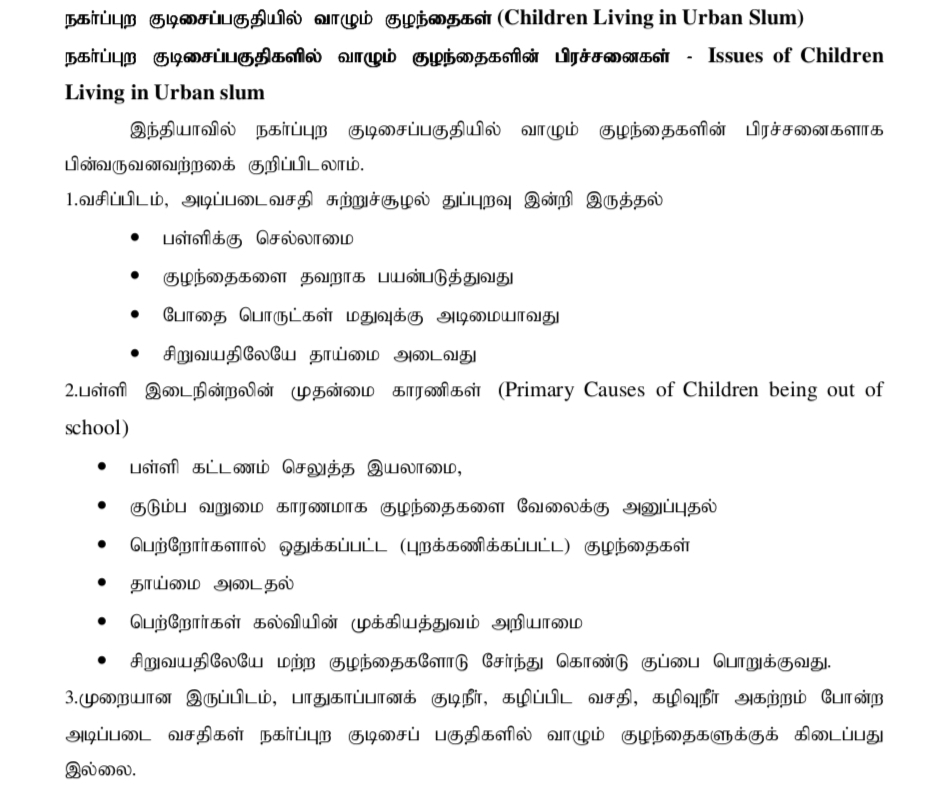 நகர்ப்புற குடிசைப்பகுதியில் வாழும் குழந்தைகள் (Children Living in Urban Slum)
நகர்ப்புற குடிசைப்பகுதிகளில் வாழும் குழந்தைகளின் பிரச்சனைகள் - Issues of Children
Living in Urban slum
இந்தியாவில் நகர்ப்புற குடிசைப்பகுதியில் வாழும் குழந்தைகளின் பிரச்சனைகளாக
பின்வருவனவற்றகைக் குறிப்பிடலாம்.
1.வசிப்பிடம், அடிப்படைவசதி சுற்றுச்சூழல் துப்புறவு இன்றி இருத்தல்
• பள்ளிக்கு செல்லாமை
• குழந்தைகளை தவறாக பயன்படுத்துவது
• போதை பொருட்கள் மதுவுக்கு அடிமையாவது
• சிறுவயதிலேயே தாய்மை அடைவது
2.பள்ளி இடைநின்றலின் முதன்மை காரணிகள் (Primary Causes of Children being out of
school)
• பள்ளி கட்டணம் செலுத்த இயலாமை,
• குடும்ப வறுமை காரணமாக குழந்தைகளை வேலைக்கு அனுப்புதல்
• பெற்றோர்களால் ஒதுக்கப்பட்ட (புறக்கணிக்கப்பட்ட) குழந்தைகள்
• தாய்மை அடைதல்
• பெற்றோர்கள் கல்வியின் முக்கியத்துவம் அறியாமை
• சிறுவயதிலேயே மற்ற குழந்தைகளோடு சேர்ந்து கொண்டு குப்பை பொறுக்குவது.
3.முறையான இருப்பிடம், பாதுகாப்பானக் குடிநீர், கழிப்பிட வசதி, கழிவுநீர் அகற்றம் போன்ற
அடிப்படை வசதிகள் நகர்ப்புற குடிசைப் பகுதிகளில் வாழும் குழந்தைகளுக்குக் கிடைப்பது
இல்லை.